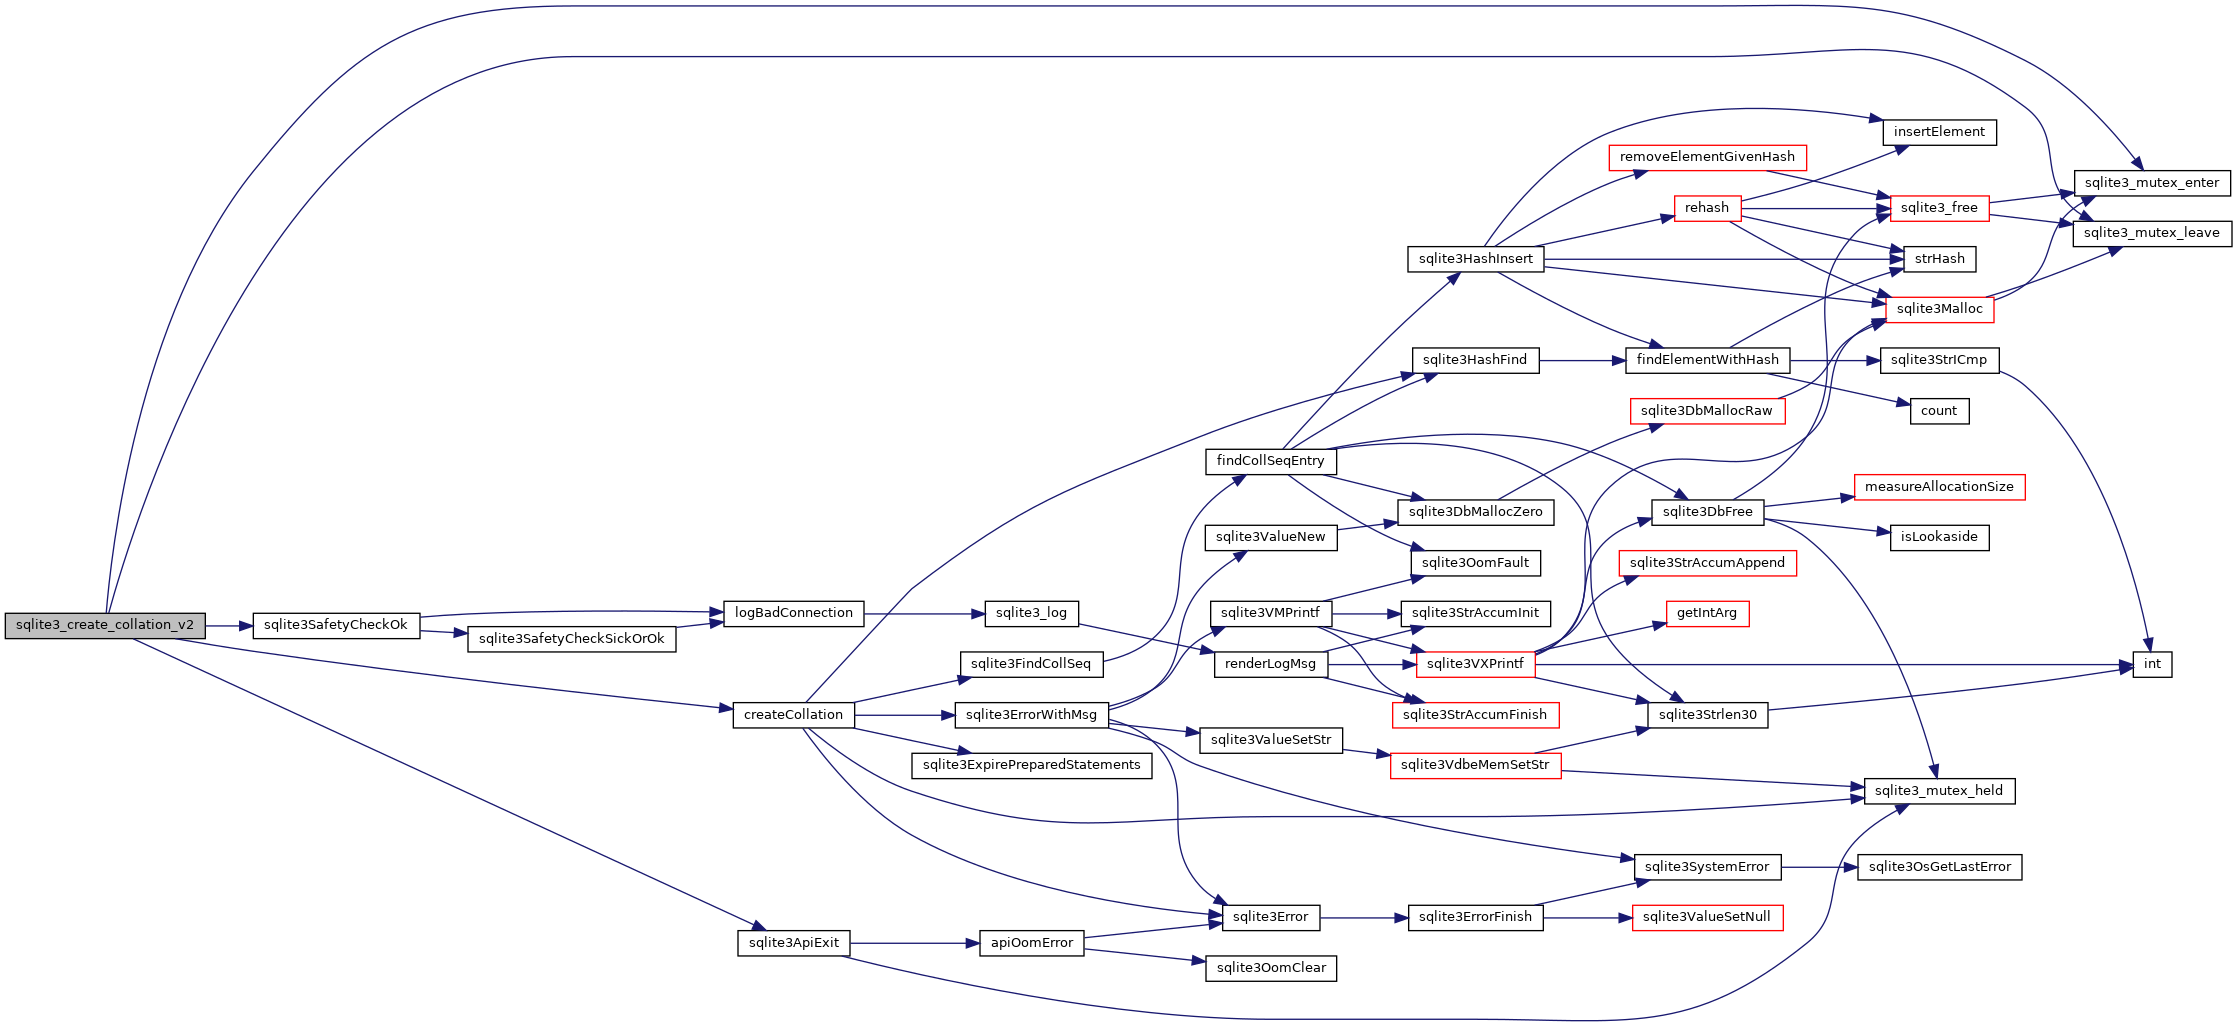 insertElement
removeElementGivenHash
sqlite3_mutex_enter
rehash
sqlite3_free
sqlite3_mutex_leave
sqlite3HashInsert
strHash
sqlite3Malloc
sqlite3HashFind
findElementWithHash
sqlite3StrICmp
sqlite3DbMallocRaw
count
findCollSeqEntry
measureAllocationSize
sqlite3DbMallocZero
sqlite3DbFree
sqlite3ValueNew
isLookaside
sqlite3OomFault
sqlite3StrAccumAppend
sqlite3_create_collation_v2
sqlite3SafetyCheckOk
logBadConnection
sqlite3_log
sqlite3VMPrintf
sqlite3StrAccumInit
getIntArg
sqlite3SafetyCheckSickOrOk
sqlite3FindCollSeq
renderLogMsg
sqlite3VXPrintf
int
createCollation
sqlite3ErrorWithMsg
sqlite3StrAccumFinish
sqlite3Strlen30
sqlite3ValueSetStr
sqlite3ExpirePreparedStatements
sqlite3VdbeMemSetStr
sqlite3_mutex_held
sqlite3SystemError
sqlite3OsGetLastError
sqlite3Error
sqlite3ErrorFinish
sqlite3ValueSetNull
sqlite3ApiExit
apiOomError
sqlite3OomClear